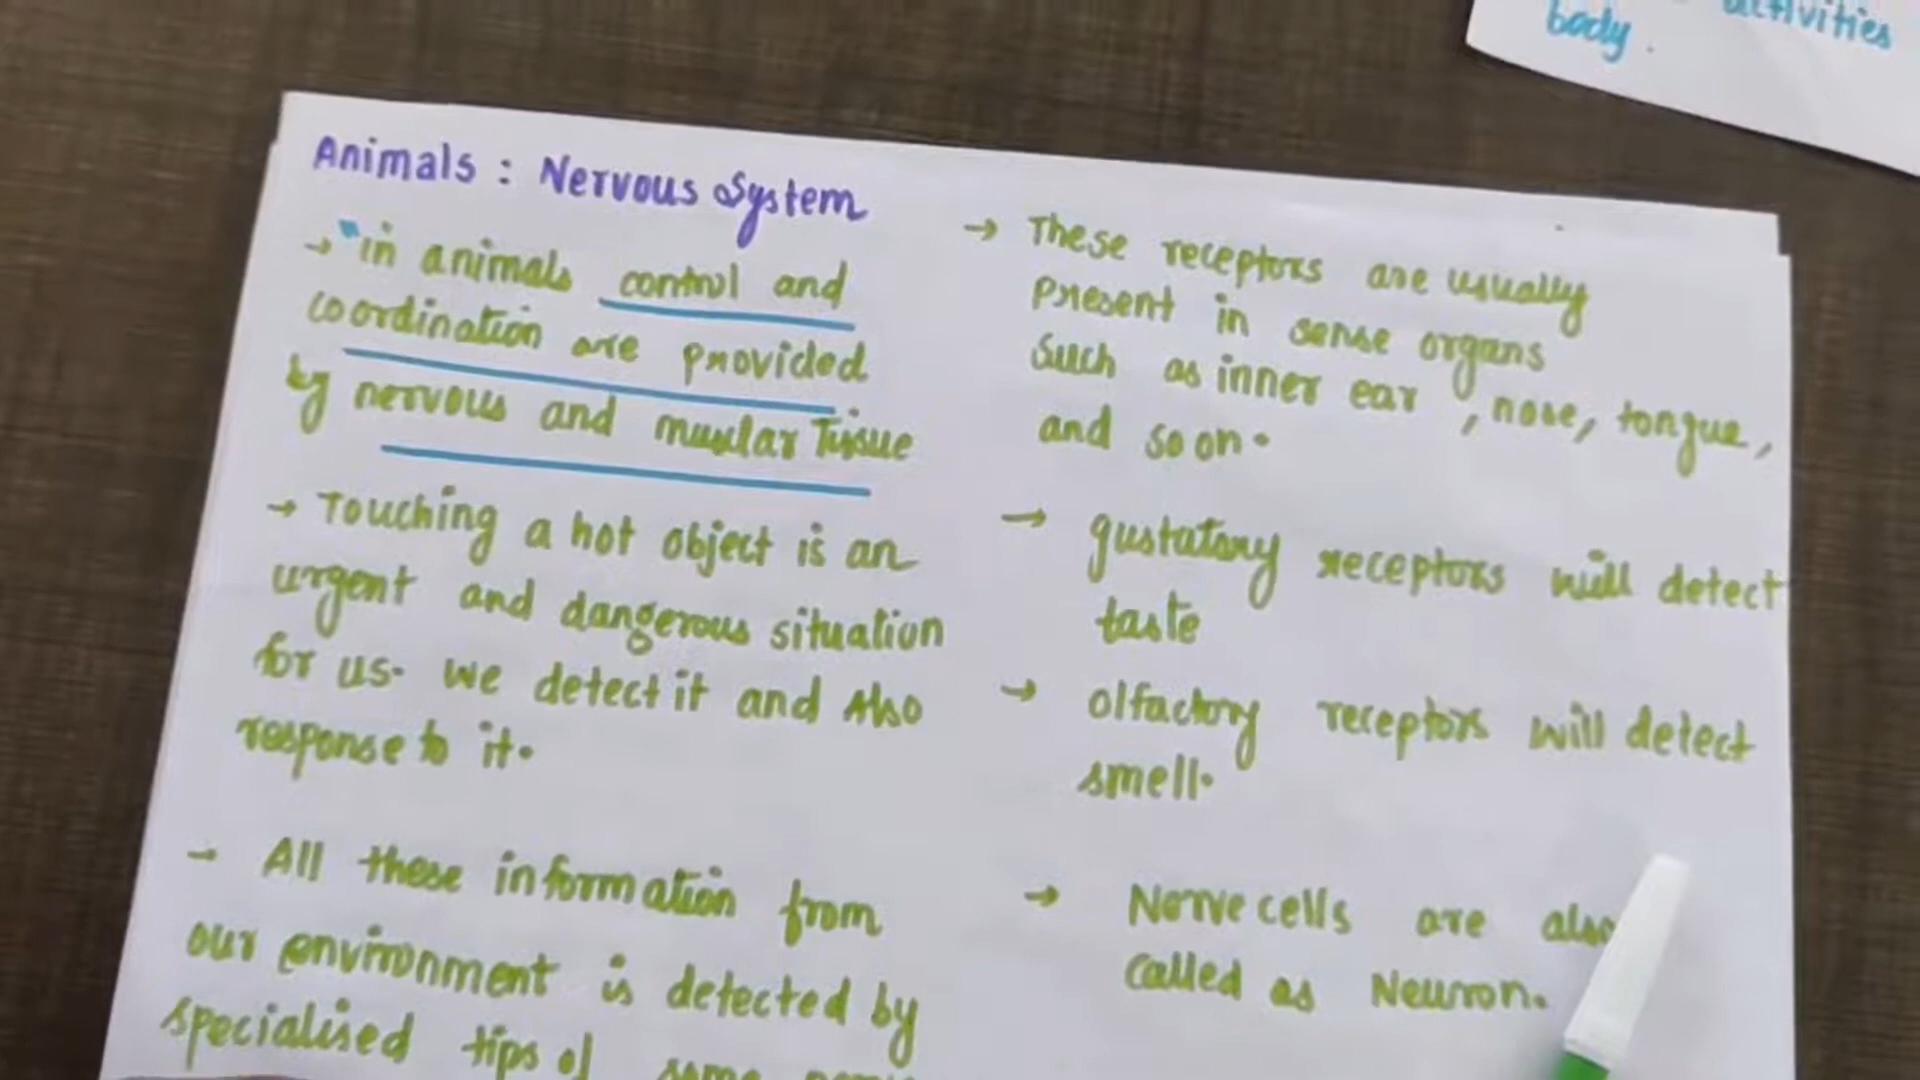 activities
body.
Animals : Nervous System
→ in animals control and
coordination are provided
by nervous and muscular Tissue
→ Touching a hot object is an
urgent and dangerous situation
for us. we detect it and also
response to it.
→ All these information from
our environment is detected by
specialised tips of some
→ These receptors are usually
present in sense organs
such as inner ear, nose, tongue,
and so on.
→ gustatory receptors will detect
taste
→ olfactory receptors will detect
smell.
→ Nerve cells are also
called as Neuron.